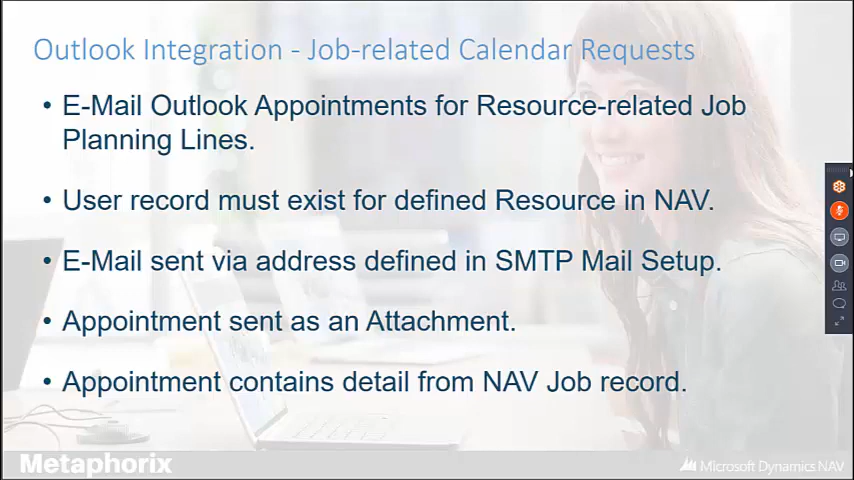 Outlook Integration - Job-related Calendar Requests
• E-Mail Outlook Appointments for Resource-related Job
Planning Lines.
• User record must exist for defined Resource in NAV.
• E-Mail sent via address defined in SMTP Mail Setup.
• Appointment sent as an Attachment.
• Appointment contains detail from NAV Job record.
Metaphorix
Microsoft Dynamics NAV